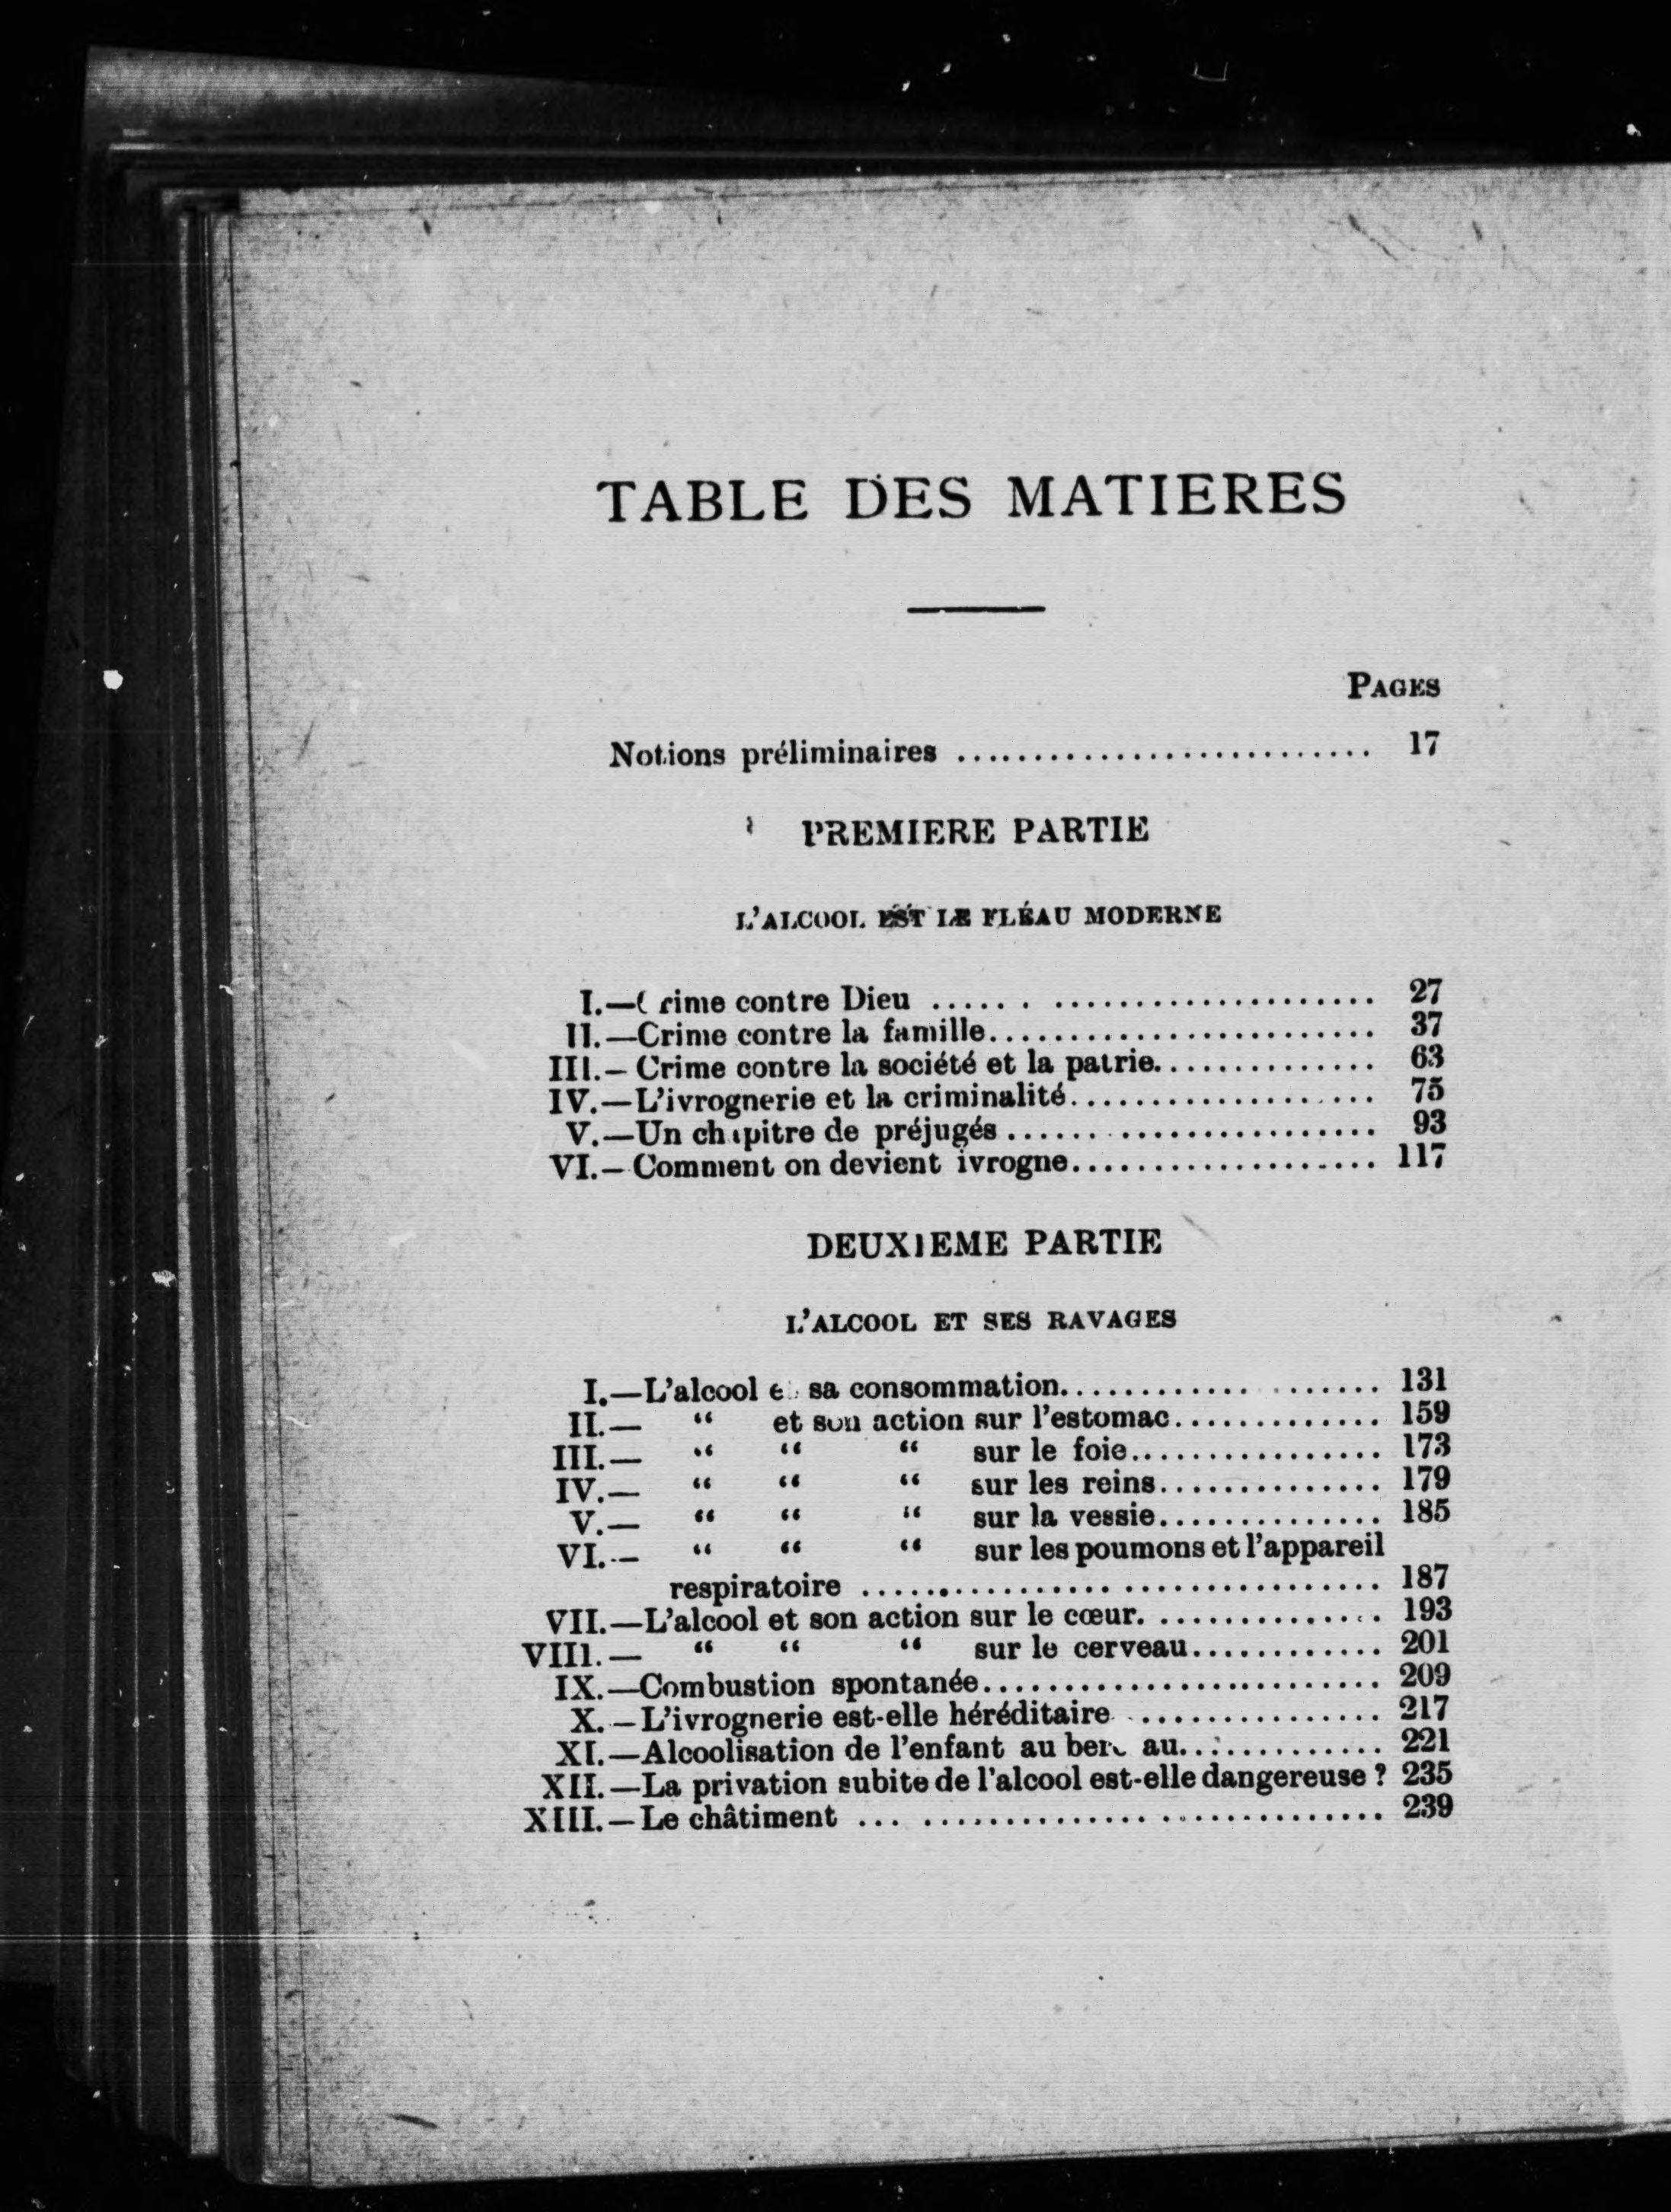 TABLE DES MATIERES
PAGES
Notions préliminaires ........................... 17
PREMIERE PARTIE
L'ALCOOL EST LE FLÉAU MODERNE
I.—Crime contre Dieu ........................... 27
II.—Crime contre la famille........................... 37
III.—Crime contre la société et la patrie............... 63
IV.—L'ivrognerie et la criminalité.................... 75
V.—Un chapitre de préjugés ........................ 93
VI.—Comment on devient ivrogne.................... 117
DEUXIEME PARTIE
L'ALCOOL ET SES RAVAGES
I.—L'alcool et sa consommation..................... 131
II.— “ et son action sur l'estomac.............. 159
III.— “ “ “ sur le foie................. 173
IV.— “ “ “ sur les reins............... 179
V.— “ “ “ sur la vessie............... 185
VI.— “ “ “ sur les poumons et l'appareil
respiratoire ................................. 187
VII.—L'alcool et son action sur le cœur. ............... 193
VIII.— “ “ “ sur le cerveau............. 201
IX.—Combustion spontanée.......................... 209
X.—L'ivrognerie est-elle héréditaire ................ 217
XI.—Alcoolisation de l'enfant au berceau.............. 221
XII.—La privation subite de l'alcool est-elle dangereuse ? 235
XIII.—Le châtiment ................................. 239